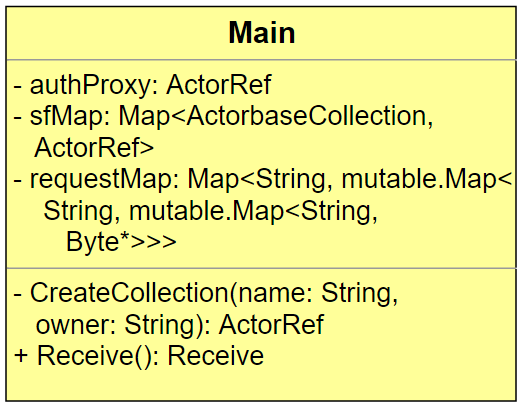 Main
- authProxy: ActorRef
- sfMap: Map<ActorbaseCollection,
ActorRef>
- requestMap: Map<String, mutable.Map<
String, mutable.Map<String,
Byte*>>>
- CreateCollection(name: String,
owner: String): ActorRef
+ Receive(): Receive